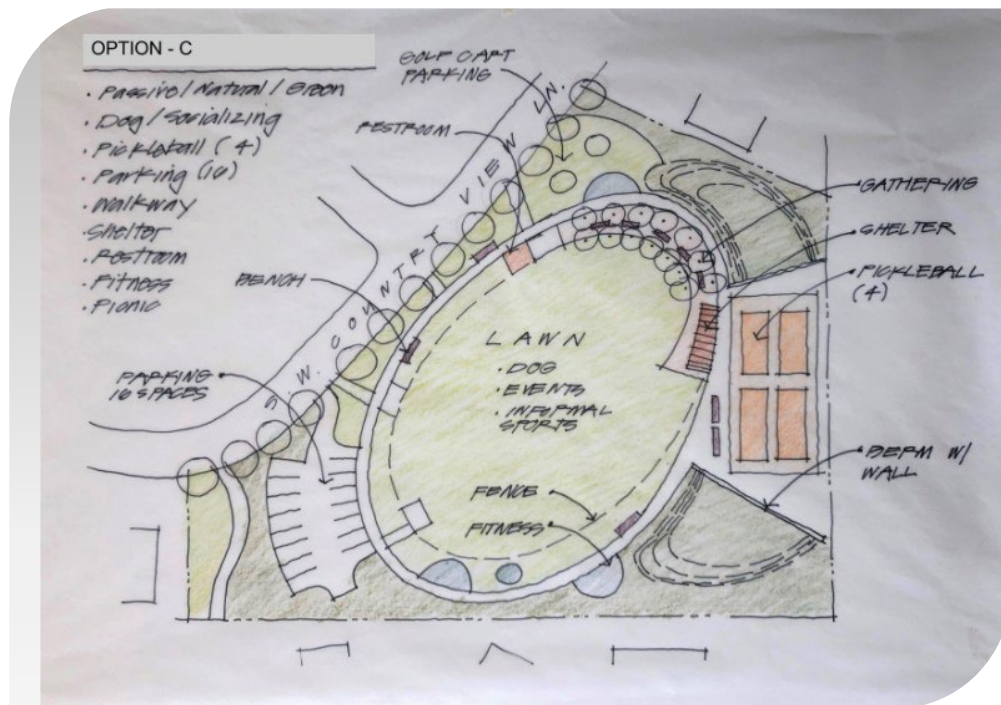 OPTION - C
• Passive / Natural / Green
• Dog / Socializing
• Pickleball (4)
• Parking (16)
• Walkway
• Shelter
• Restroom
• Fitness
• Picnic
GOLF CART
PARKING
RESTROOM
BENCH
PARKING
16 SPACES
S.W. COUNTRY VIEW LN.
GATHERING
SHELTER
PICKLEBALL
(4)
LAWN
• DOG
• EVENTS
• INFORMAL
SPORTS
BERM W/
WALL
FENCE
FITNESS